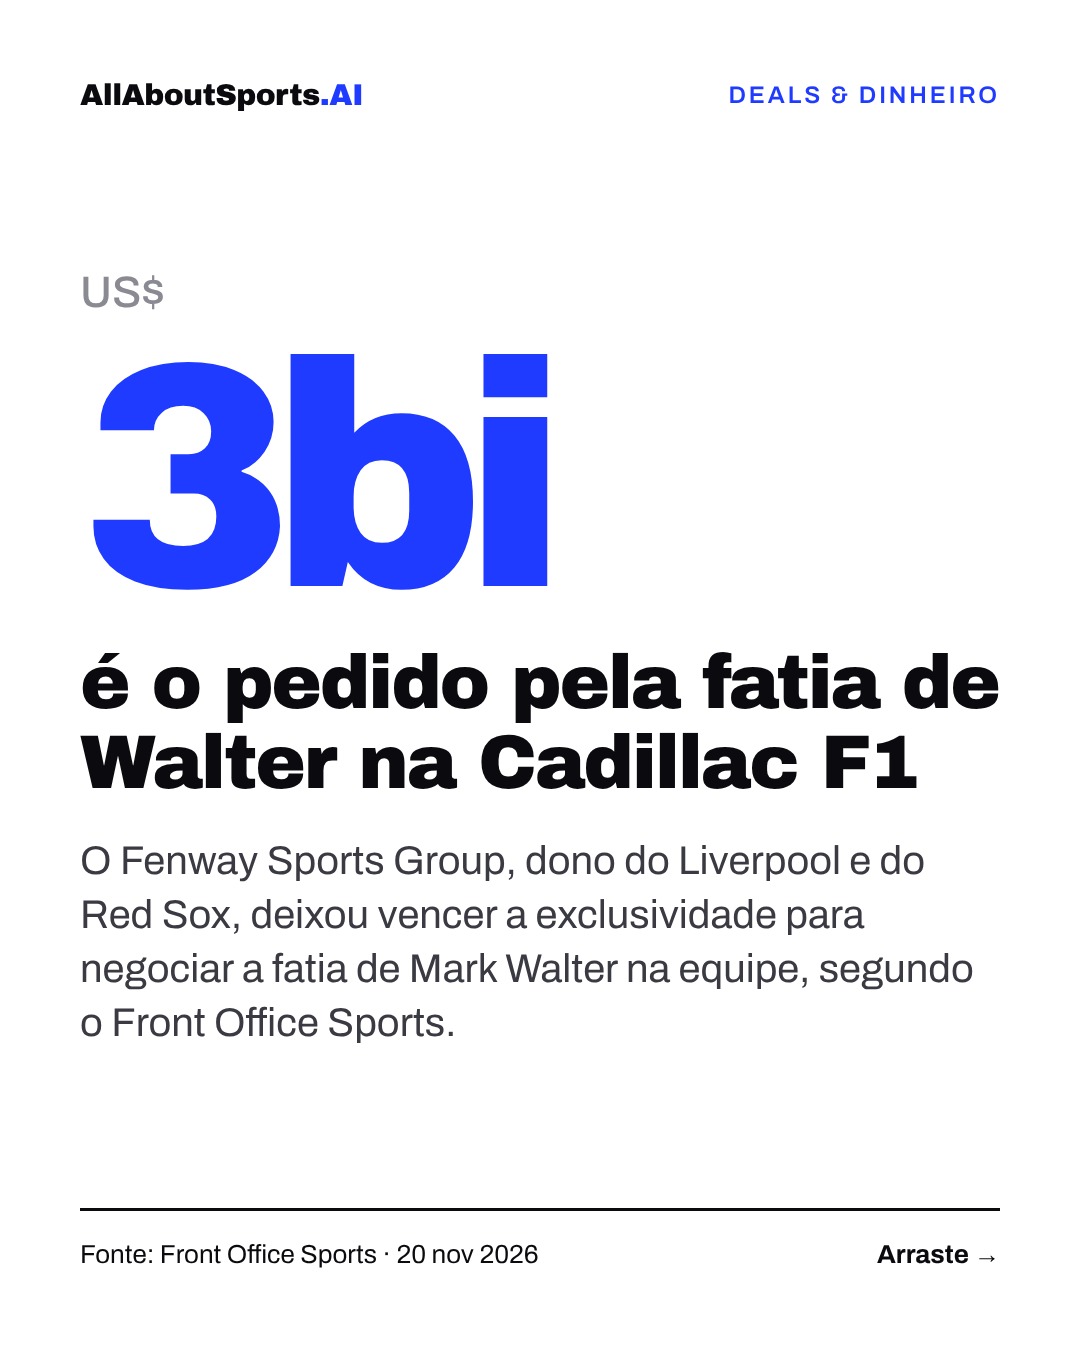 AllAboutSports.AI
DEALS & DINHEIRO
US$
3bi
é o pedido pela fatia de
Walter na Cadillac F1
O Fenway Sports Group, dono do Liverpool e do
Red Sox, deixou vencer a exclusividade para
negociar a fatia de Mark Walter na equipe, segundo
o Front Office Sports.
Fonte: Front Office Sports · 20 nov 2026
Arraste →